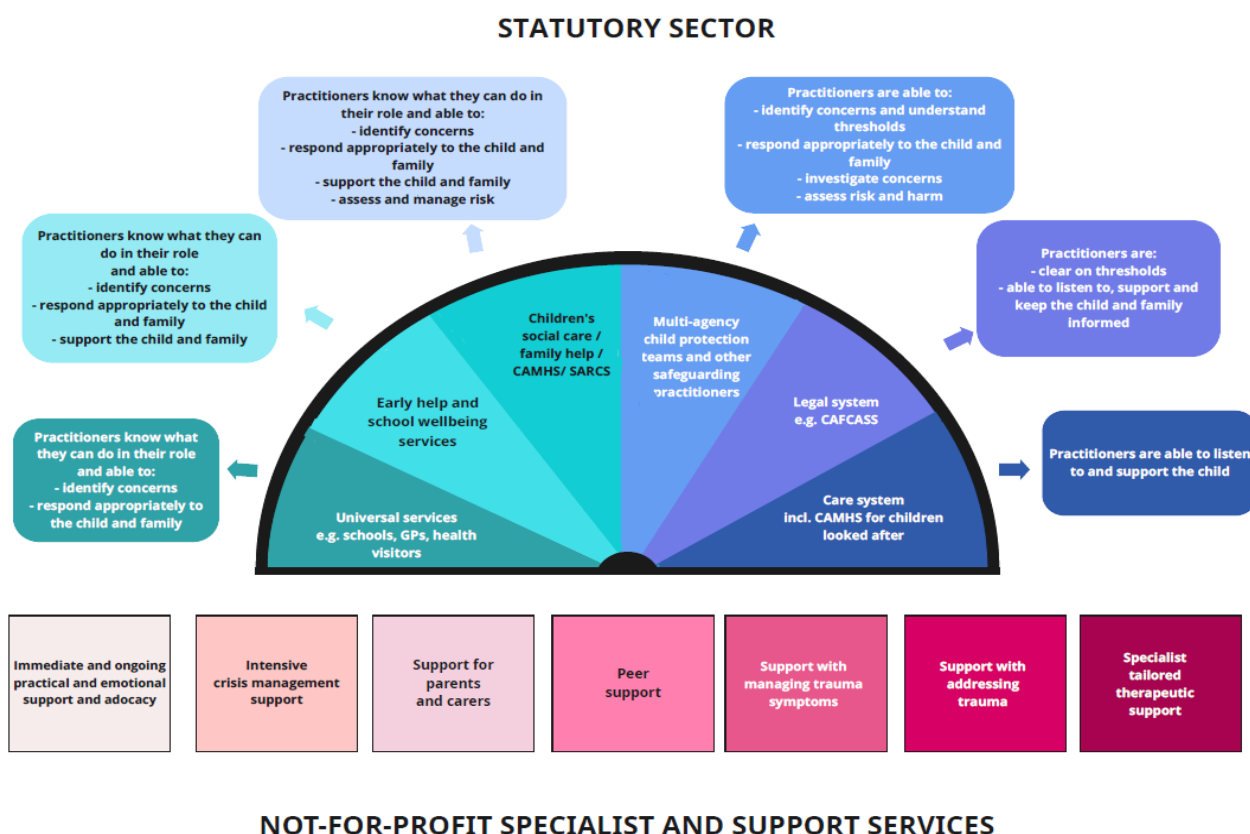 STATUTORY SECTOR
Practitioners know what they can do in
their role and able to:
- identify concerns
- respond appropriately to the child and
family
- support the child and family
- assess and manage risk
Practitioners are able to:
- identify concerns and understand
thresholds
- respond appropriately to the child and
family
- investigate concerns
- assess risk and harm
Practitioners know what they can
do in their role
and able to:
- identify concerns
- respond appropriately to the child
and family
- support the child and family
Practitioners are:
- clear on thresholds
- able to listen to, support and
keep the child and family
informed
Practitioners know what
they can do in their role
and able to:
- identify concerns
- respond appropriately to
the child and family
Practitioners are able to listen
to and support the child
Universal services
e.g. schools, GPs, health
visitors
Early help and
school wellbeing
services
Children's
social care /
family help /
CAMHS/ SARCS
Multi-agency
child protection
teams and other
safeguarding
practitioners
Legal system
e.g. CAFCASS
Care system
incl. CAMHS for children
looked after
Immediate and ongoing
practical and emotional
support and adocacy
Intensive
crisis management
support
Support for
parents
and carers
Peer
support
Support with
managing trauma
symptoms
Support with
addressing
trauma
Specialist
tailored
therapeutic
support
NOT-FOR-PROFIT SPECIALIST AND SUPPORT SERVICES